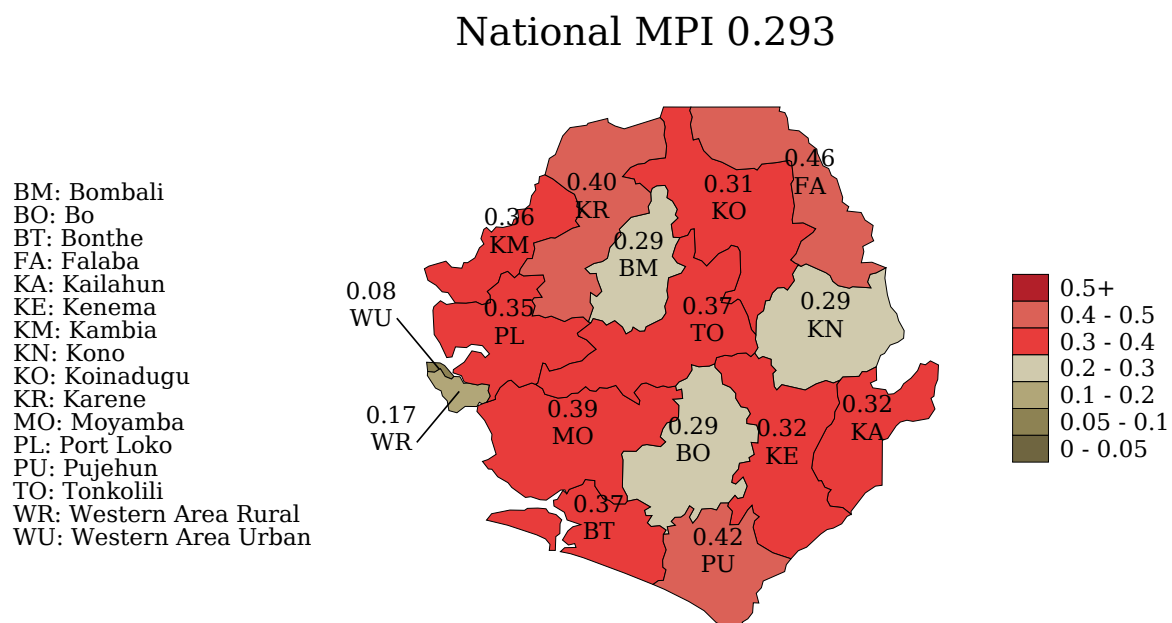 National MPI 0.293
BM: Bombali
BO: Bo
BT: Bonthe
FA: Falaba
KA: Kailahun
KE: Kenema
KM: Kambia
KN: Kono
KO: Koinadugu
KR: Karene
MO: Moyamba
PL: Port Loko
PU: Pujehun
TO: Tonkolili
WR: Western Area Rural
WU: Western Area Urban
0.46
FA
0.40
KR
0.31
KO
0.36
KM
0.29
BM
0.08
WU
0.35
PL
0.37
TO
0.29
KN
0.17
WR
0.39
MO
0.29
BO
0.32
KE
0.32
KA
0.37
BT
0.42
PU
0.5+
0.4 - 0.5
0.3 - 0.4
0.2 - 0.3
0.1 - 0.2
0.05 - 0.1
0 - 0.05